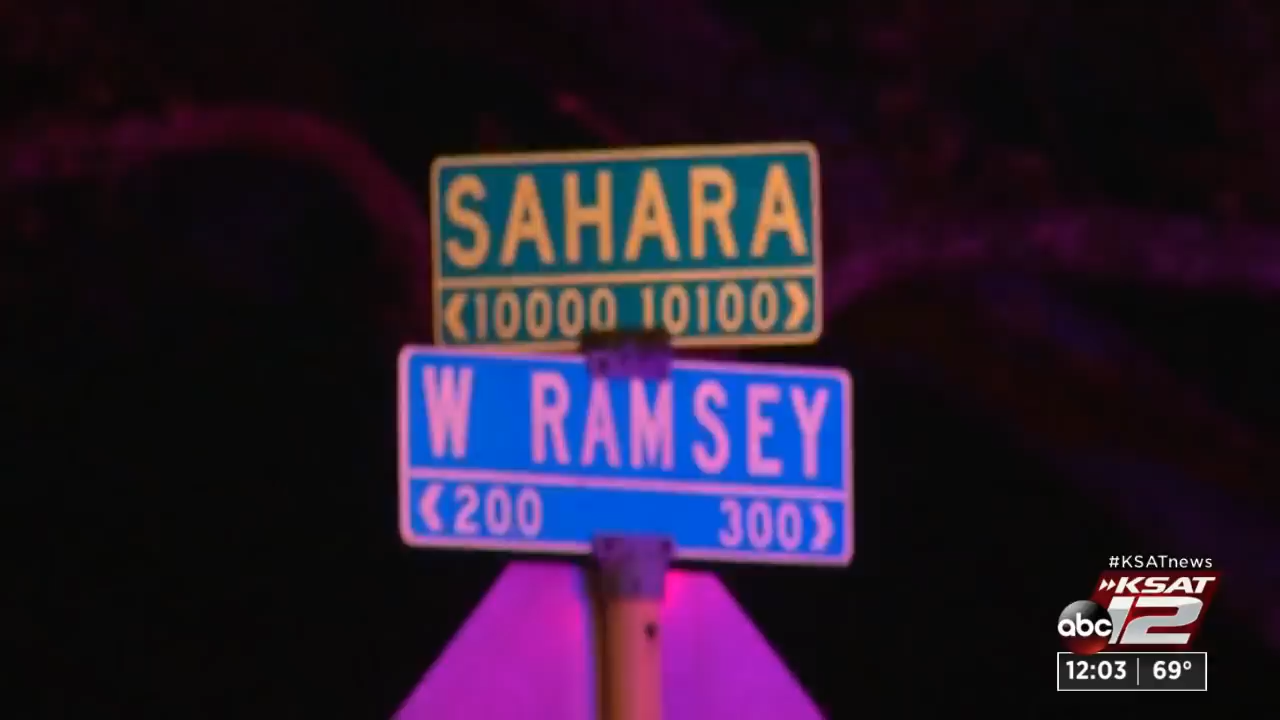 SAHARA
<10000 10100>
W RAMSEY
<200 300>
#KSATnews
KSAT
abc 12
12:03 | 69°